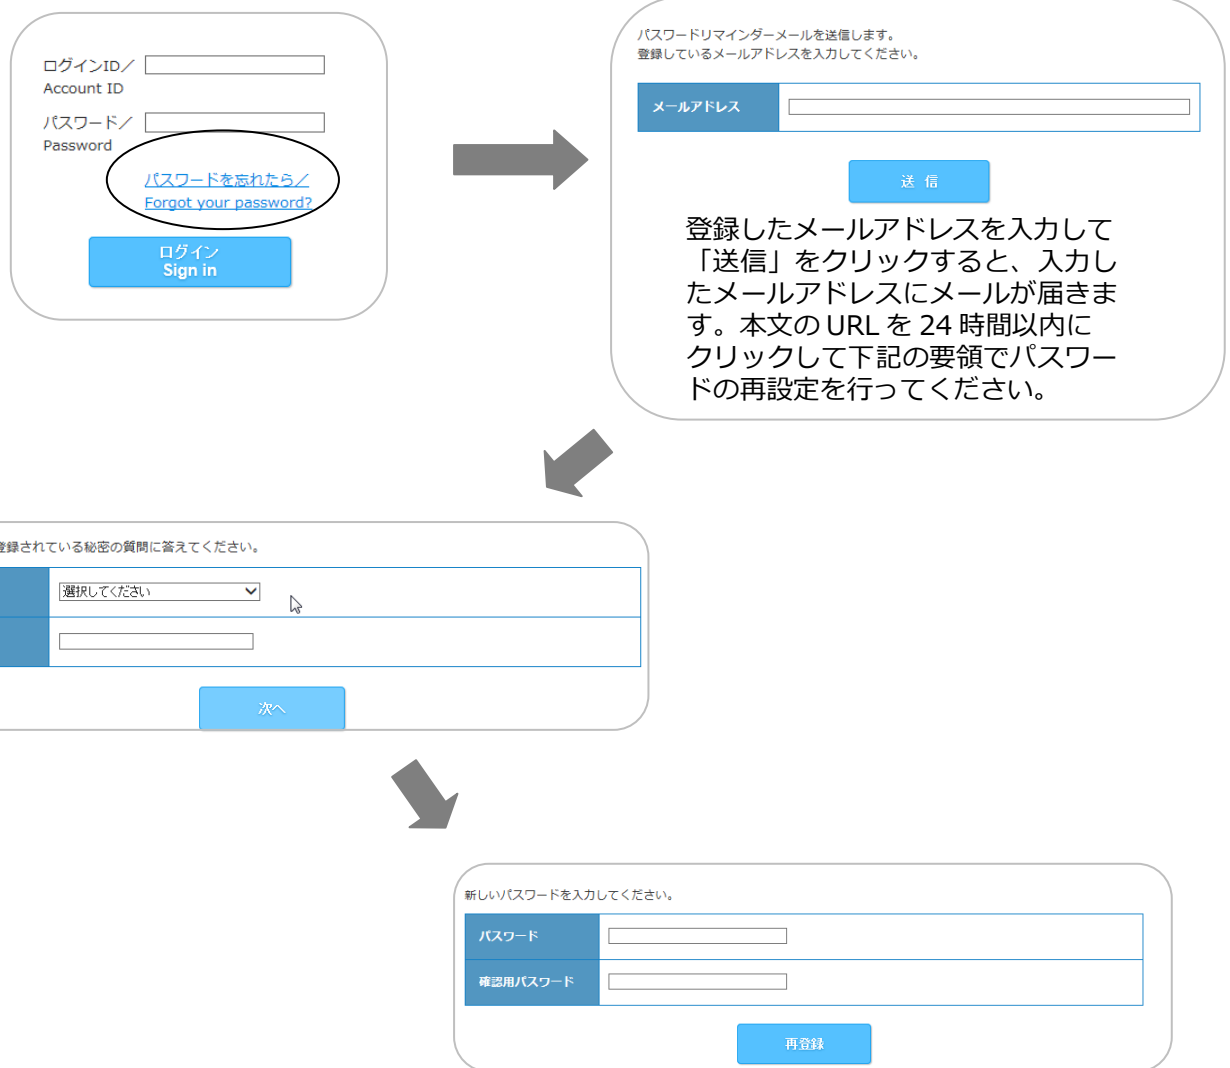 ログインID／
Account ID
パスワード／
Password
パスワードを忘れたら／
Forgot your password?
ログイン
Sign in
パスワードリマインダーメールを送信します。
登録しているメールアドレスを入力してください。
メールアドレス
送 信
登録したメールアドレスを入力して
「送信」をクリックすると、入力し
たメールアドレスにメールが届きま
す。本文の URL を 24 時間以内に
クリックして下記の要領でパスワー
ドの再設定を行ってください。
登録されている秘密の質問に答えてください。
選択してください
次へ
新しいパスワードを入力してください。
パスワード
確認用パスワード
再登録